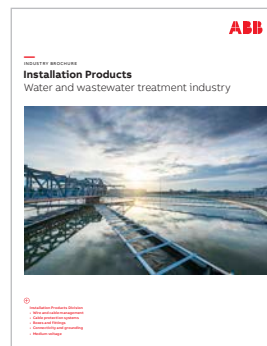 ABB
INDUSTRY BROCHURE
Installation Products
Water and wastewater treatment industry
Installation Products Division
- Wire and cable management
- Cable protection systems
- Boxes and fittings
- Connectivity and grounding
- Medium voltage